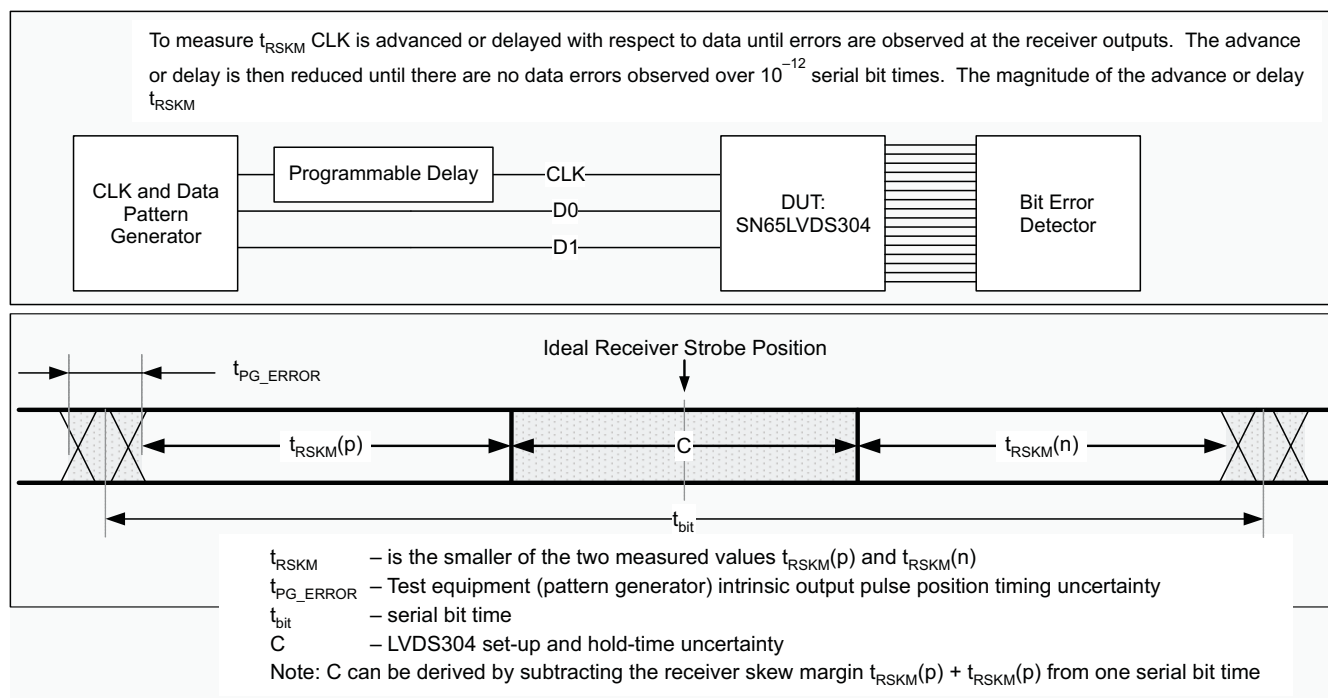 To measure tRSKM CLK is advanced or delayed with respect to data until errors are observed at the receiver outputs. The advance
or delay is then reduced until there are no data errors observed over 10⁻¹² serial bit times. The magnitude of the advance or delay
tRSKM
CLK and Data
Pattern
Generator
Programmable Delay
CLK
D0
D1
DUT:
SN65LVDS304
Bit Error
Detector
Ideal Receiver Strobe Position
tPG_ERROR
tRSKM(p)
C
tRSKM(n)
tbit
tRSKM – is the smaller of the two measured values tRSKM(p) and tRSKM(n)
tPG_ERROR – Test equipment (pattern generator) intrinsic output pulse position timing uncertainty
tbit – serial bit time
C – LVDS304 set-up and hold-time uncertainty
Note: C can be derived by subtracting the receiver skew margin tRSKM(p) + tRSKM(p) from one serial bit time